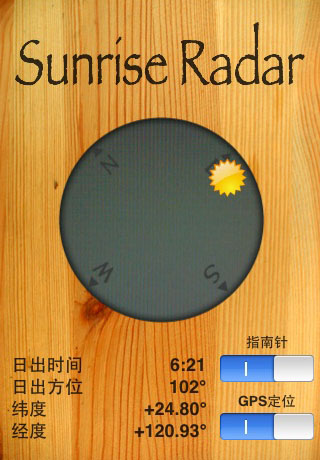 Sunrise Radar
N
W
S
日出时间 6:21
日出方位 102°
纬度 +24.80°
经度 +120.93°
指南针
GPS定位